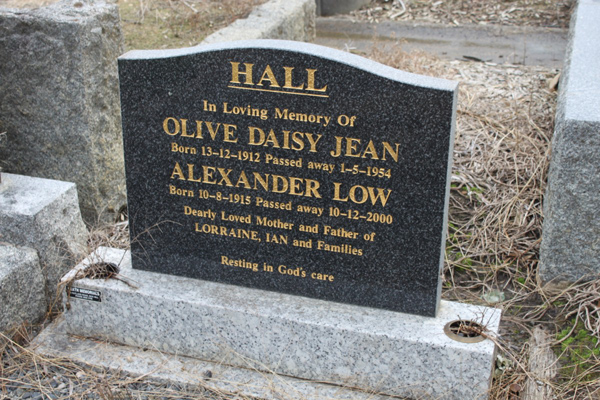 HALL
In Loving Memory Of
OLIVE DAISY JEAN
Born 13-12-1912 Passed away 1-5-1954
ALEXANDER LOW
Born 10-8-1915 Passed away 10-12-2000
Dearly Loved Mother and Father of
LORRAINE, IAN and Families
Resting in God's care